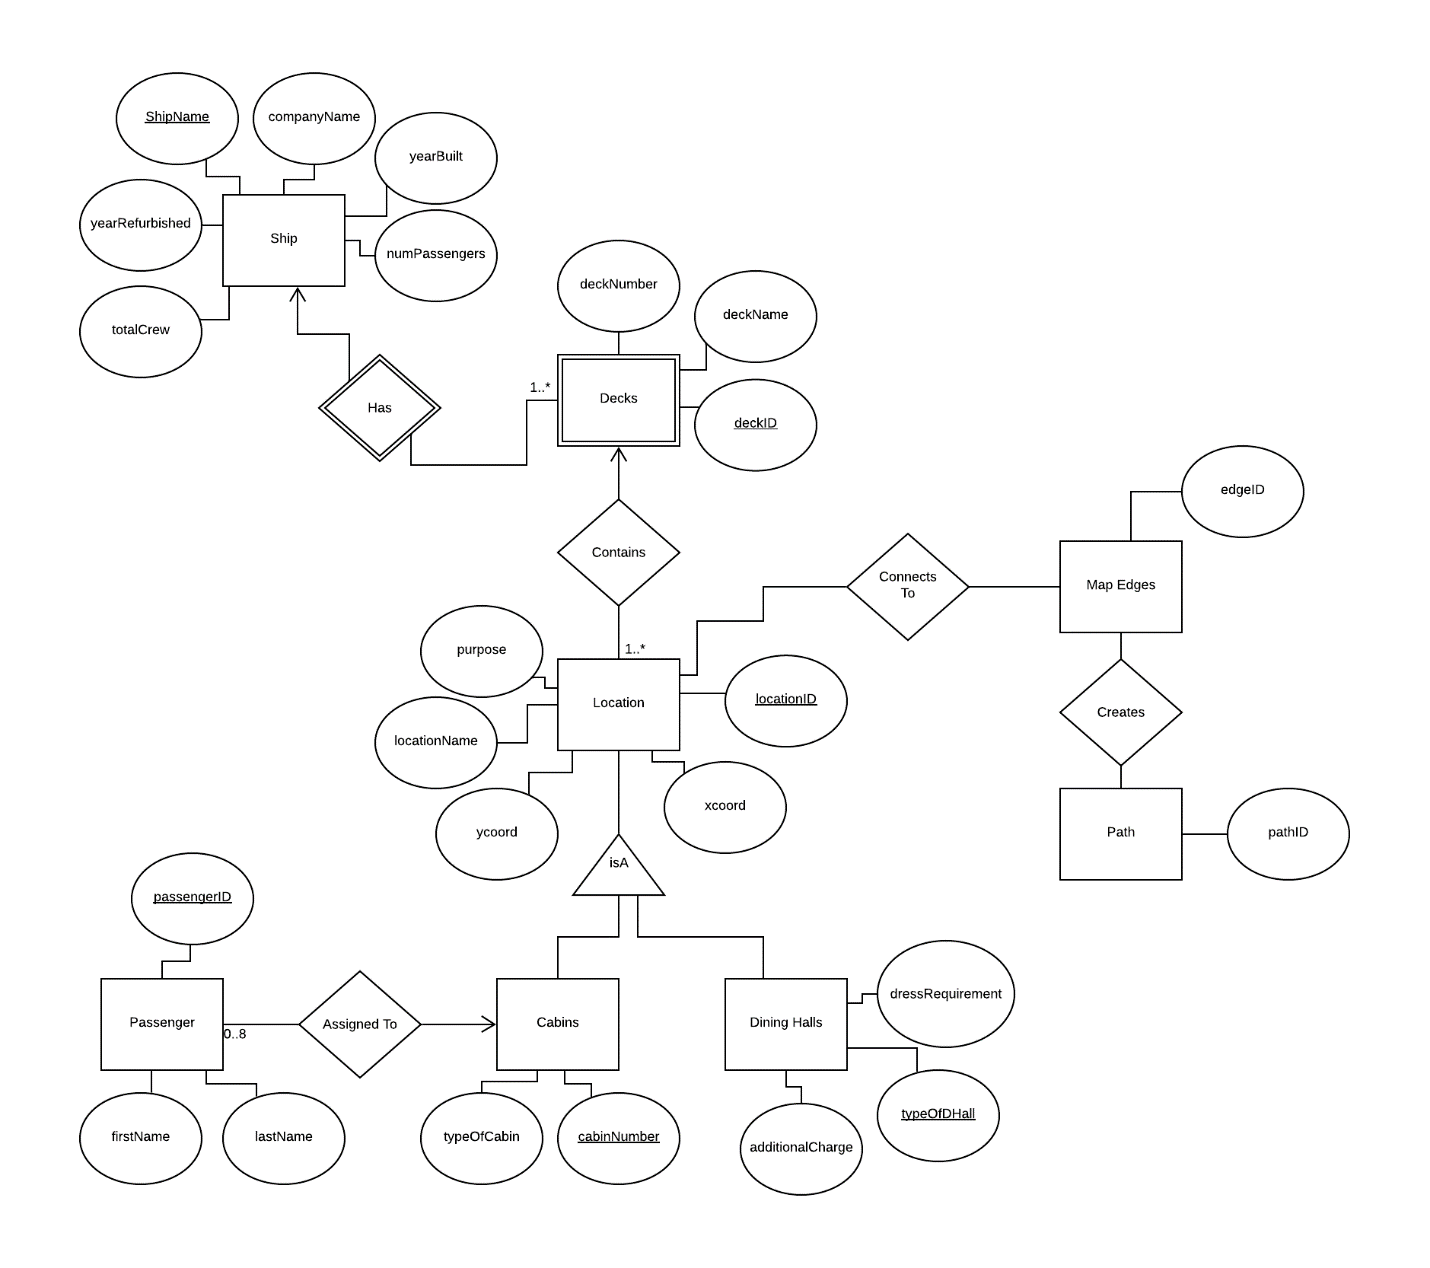 ShipName
companyName
yearBuilt
yearRefurbished
Ship
numPassengers
totalCrew
deckNumber
deckName
Has
1..*
Decks
deckID
Contains
edgeID
Connects
To
Map Edges
purpose
1..*
Location
locationID
locationName
Creates
ycoord
xcoord
Path
pathID
isA
passengerID
Passenger
0..8
Assigned To
Cabins
Dining Halls
dressRequirement
firstName
lastName
typeOfCabin
cabinNumber
additionalCharge
typeOfDHall